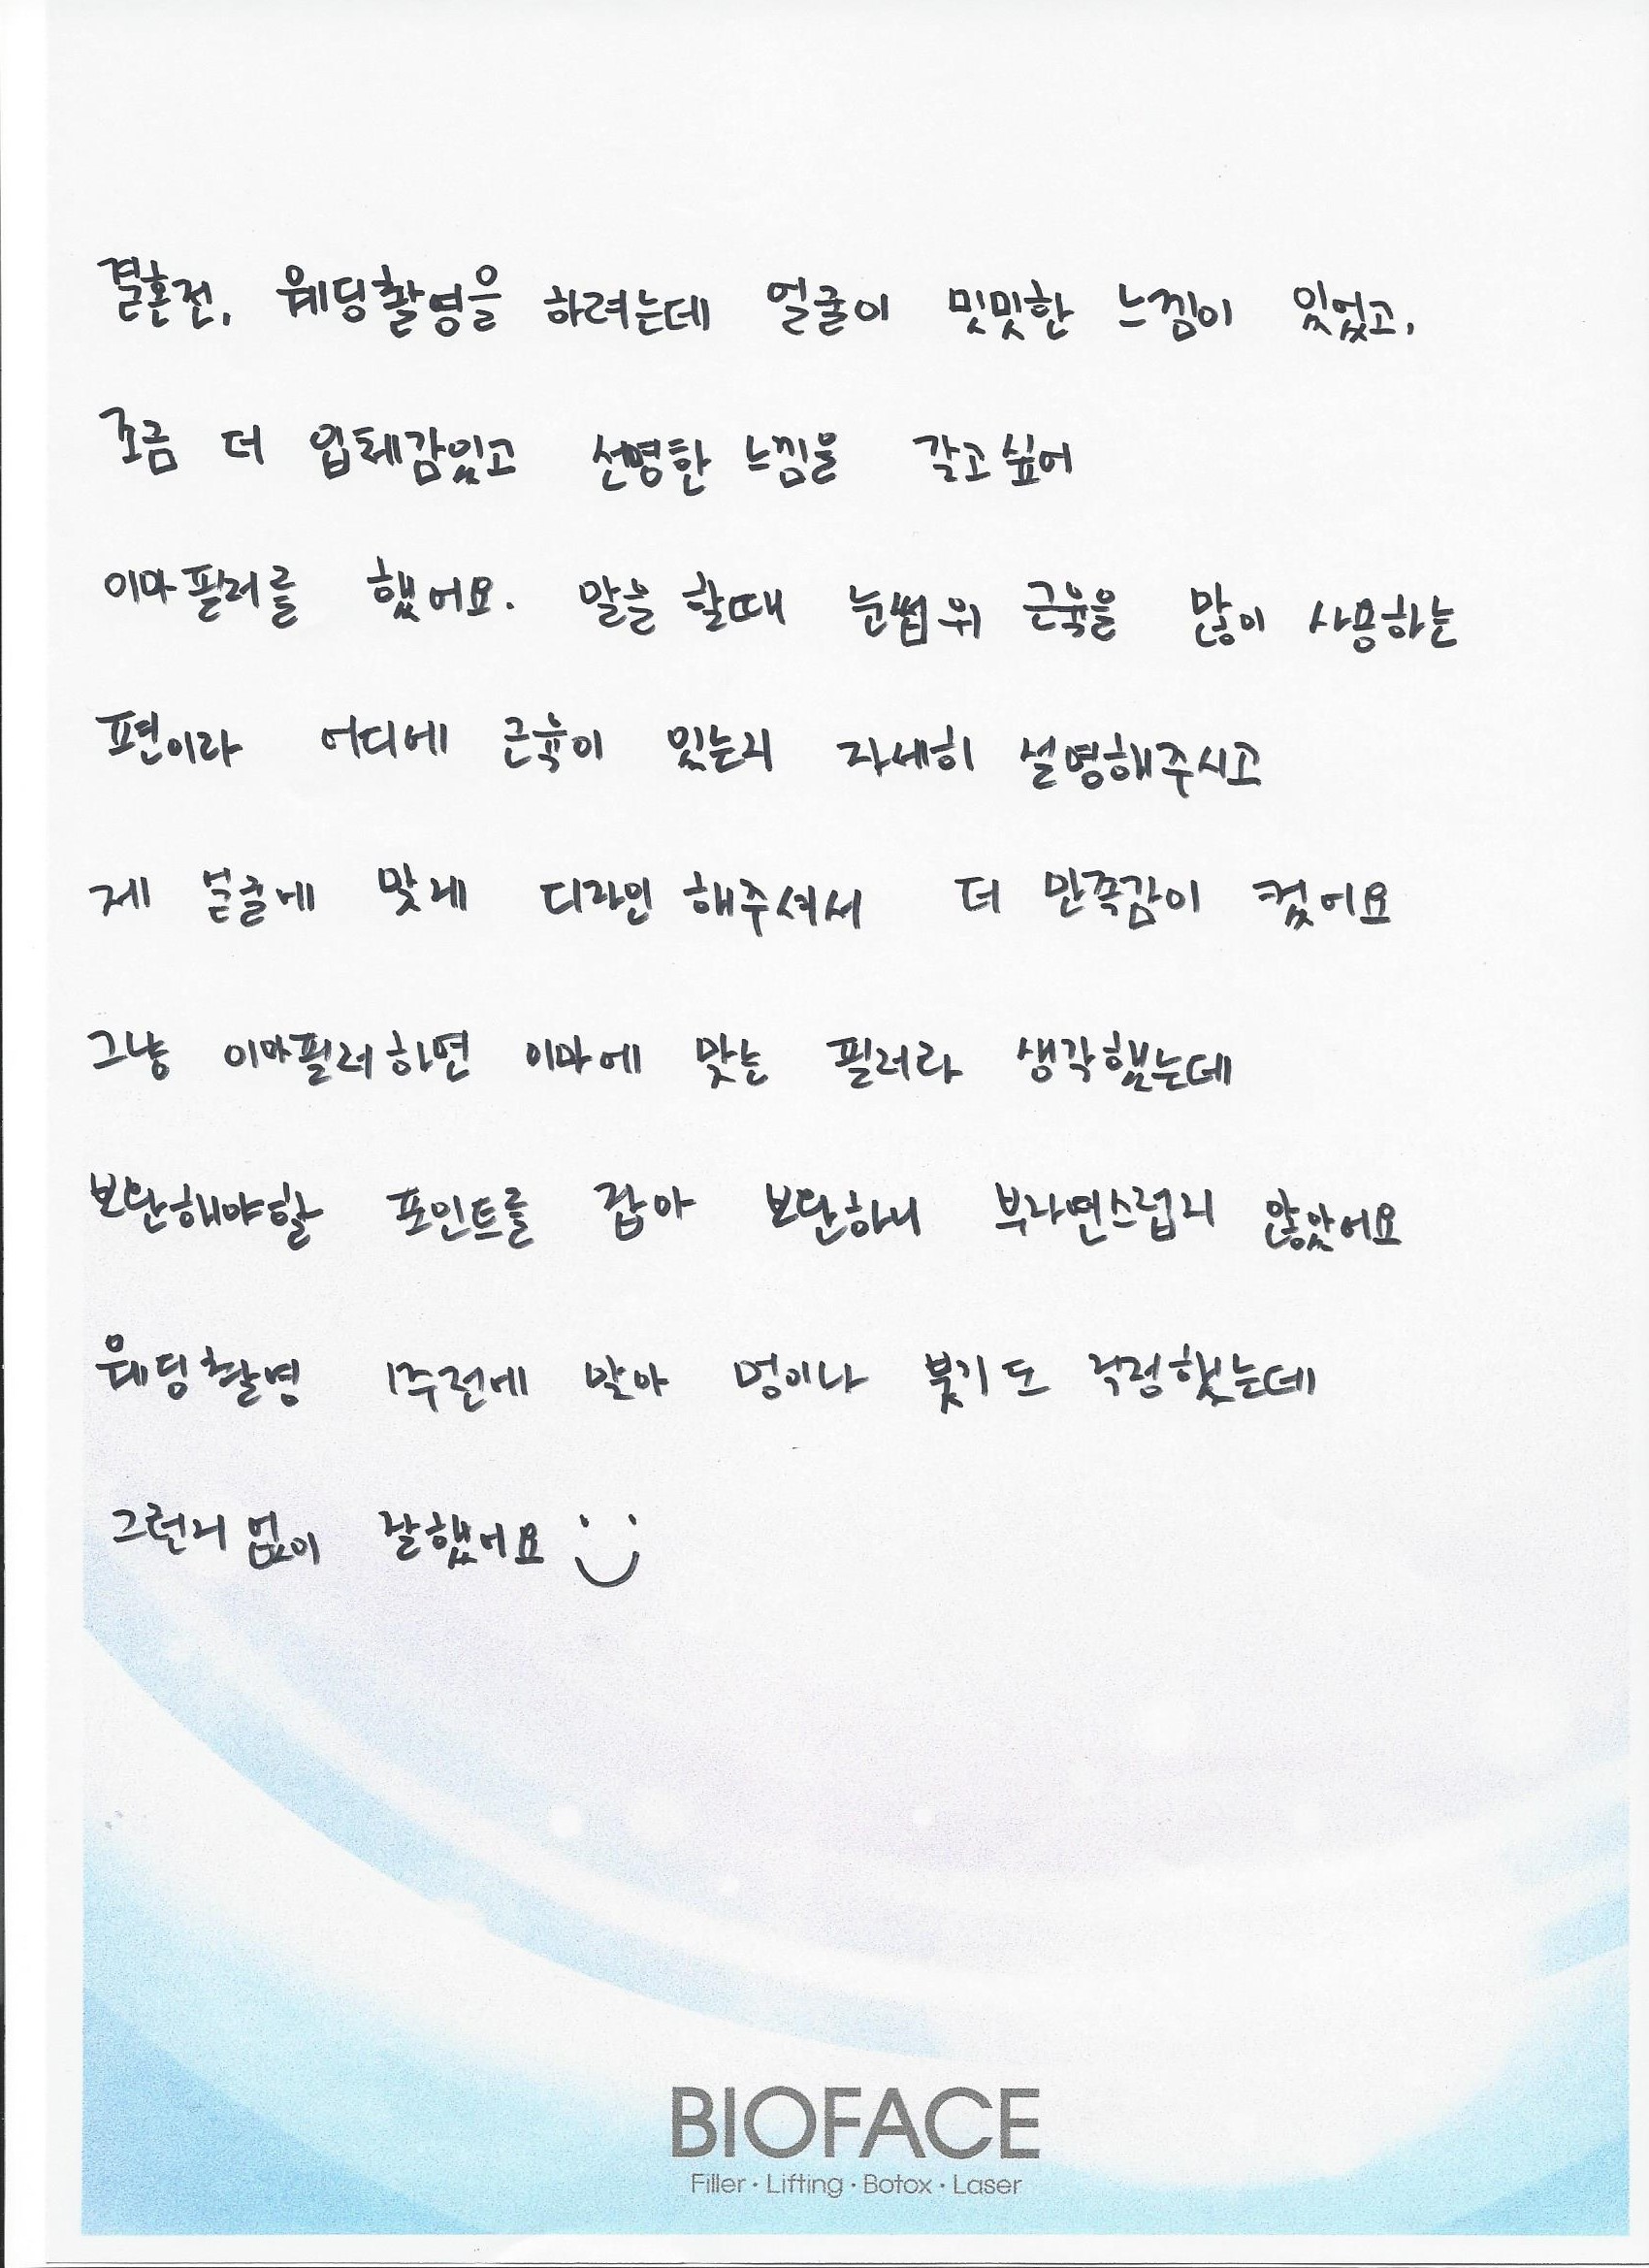 결혼전, 웨딩촬영을 하려는데 얼굴이 밋밋한 느낌이 있었고,
조금 더 입체감있고 선명한 느낌을 갖고싶어
이마필러를 했어요. 말을 할때 눈썹위 근육을 많이 사용하는
편이라 어디에 근육이 있는지 자세히 설명해주시고
제 얼굴에 맞게 디자인 해주셔서 더 만족감이 컸어요
그냥 이마필러하면 이마에 맞는 필러라 생각했는데
보단해야할 포인트를 잡아 보단하니 부자연스럽지 않았어요
웨딩촬영 1주전에 맞아 멍이나 붓기도 걱정했는데
그런지없이 잘했어요
BIOFACE
Filler · Lifting · Botox · Laser